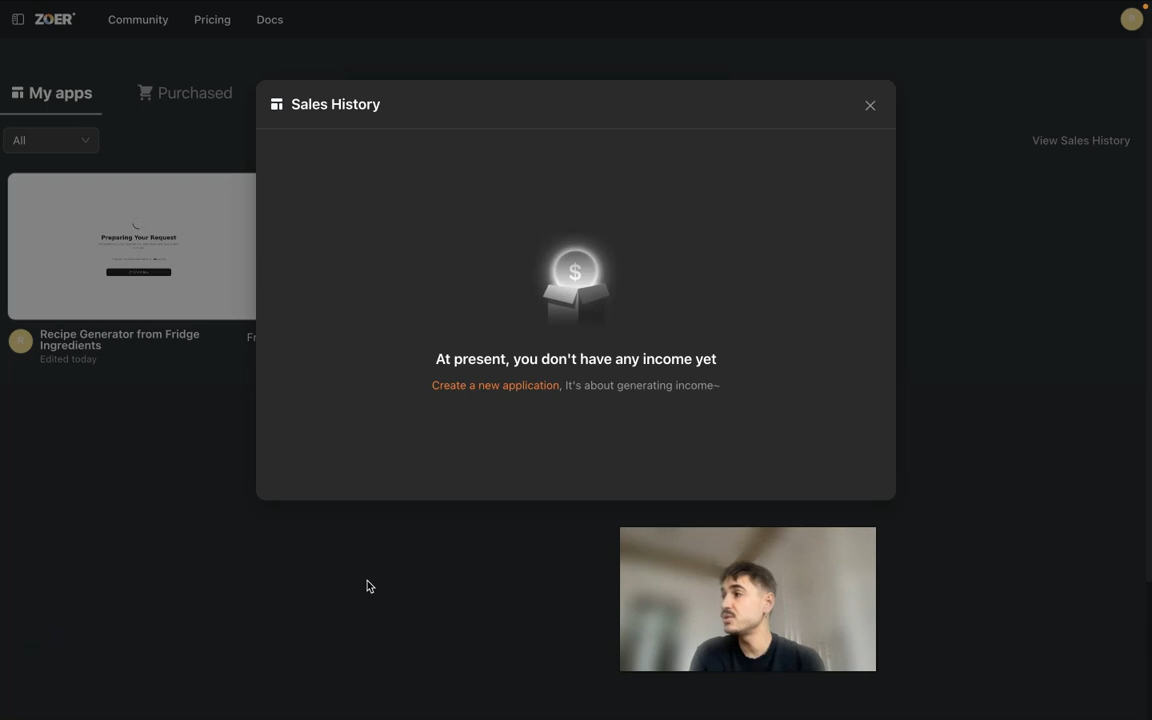 ZOER
Community
Pricing
Docs
R
My apps
Purchased
All
View Sales History
Sales History
$
At present, you don't have any income yet
Create a new application, It's about generating income~
Preparing Your Request
R
Recipe Generator from Fridge
Ingredients
Edited today
Fr